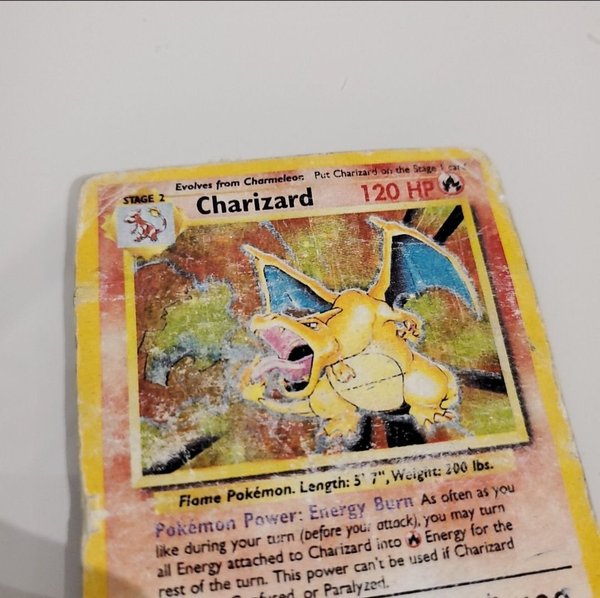 Evolves from Charmeleon Put Charizard on the Stage 1 card
STAGE 2
Charizard 120 HP
Flame Pokémon. Length: 5' 7", Weight: 200 lbs.
Pokémon Power: Energy Burn As often as you
like during your turn (before your attack), you may turn
all Energy attached to Charizard into Energy for the
rest of the turn. This power can't be used if Charizard
or Paralyzed.